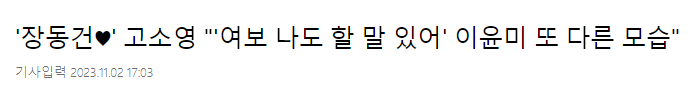 '장동건♥' 고소영 "'여보 나도 할 말 있어' 이윤미 또 다른 모습"
기사입력 2023.11.02 17:03